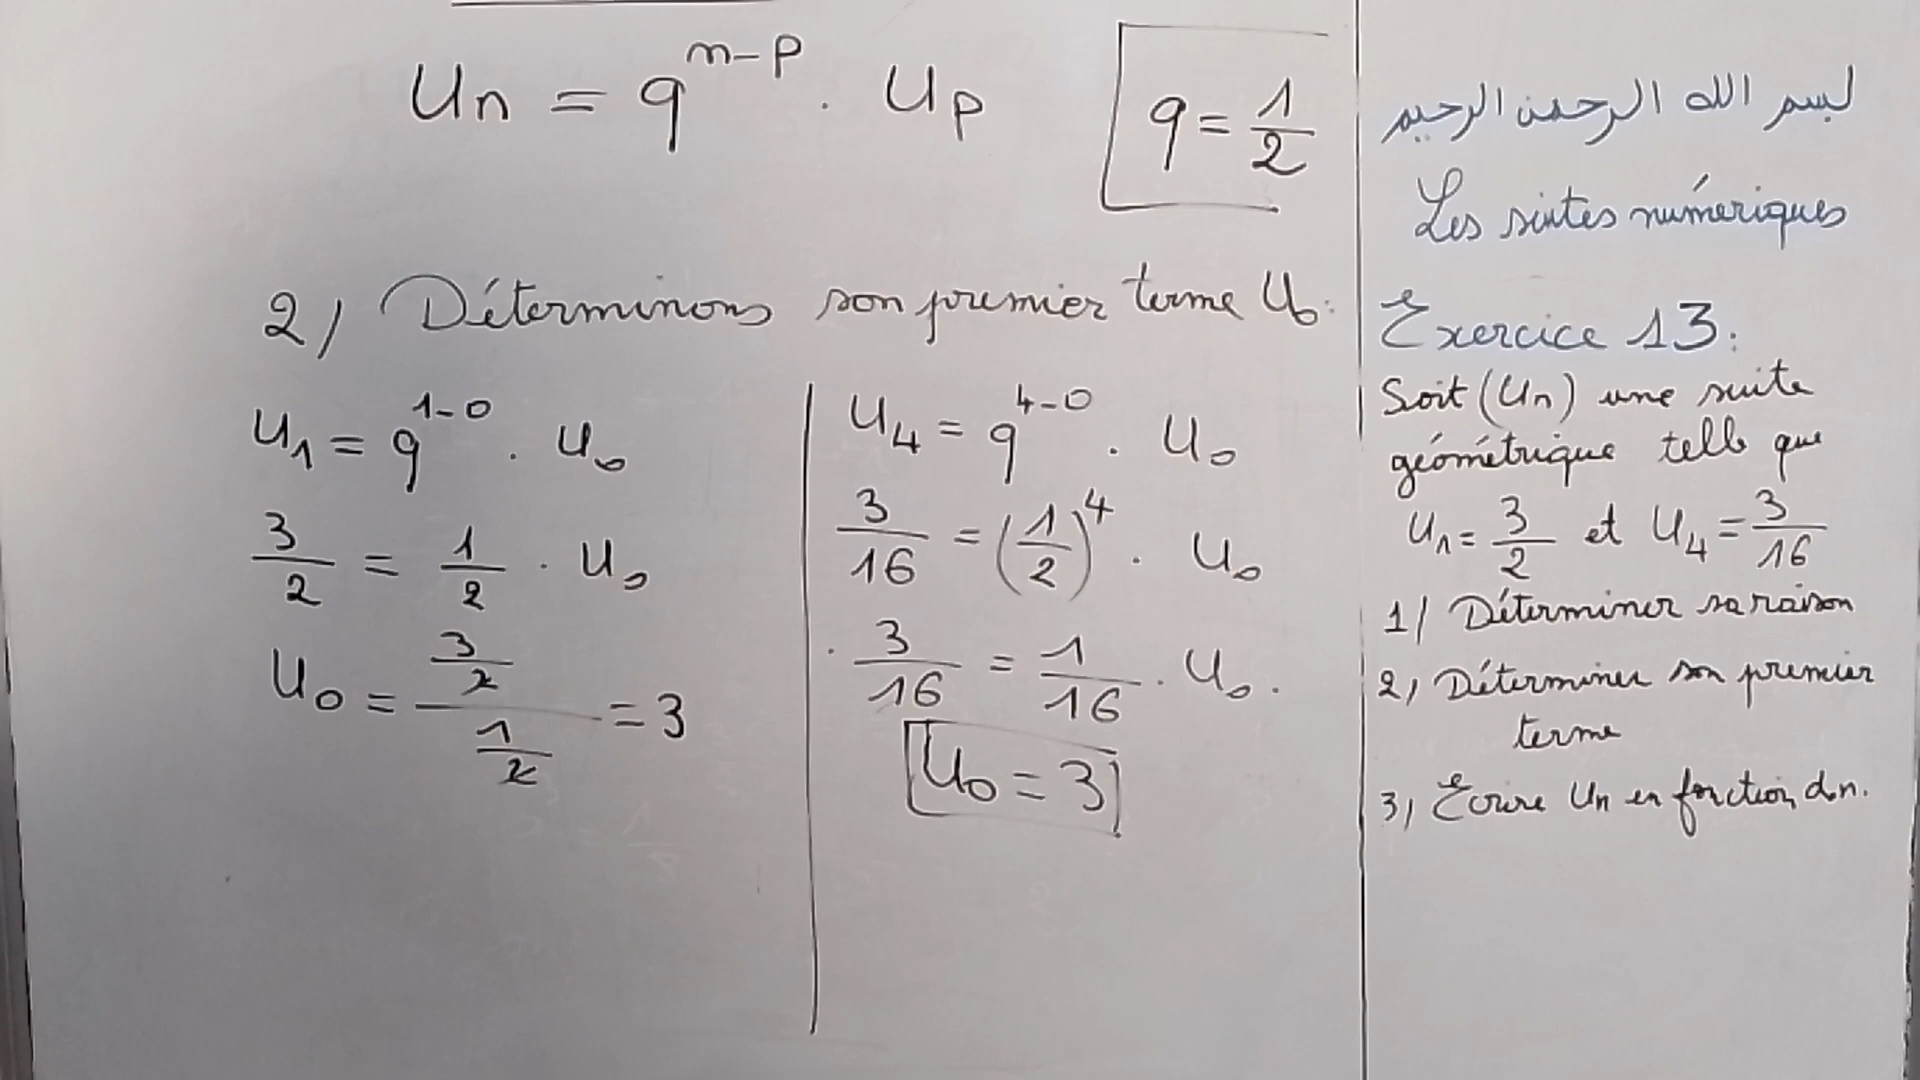 Un = q^{n-p} . Up
q = 1/2
2/ Déterminons son premier terme U0:
U1 = q^{1-0} . U0
3/2 = 1/2 . U0
U0 = (3/2)/(1/2) = 3
U4 = q^{4-0} . U0
3/16 = (1/2)^4 . U0
3/16 = 1/16 . U0.
U0 = 3
بسم الله الرحمن الرحيم
Les suites numériques
Exercice 13:
Soit (Un) une suite
géométrique telle que
U1 = 3/2 et U4 = 3/16
1/ Déterminer sa raison
2/ Déterminer son premier
terme
3/ Ecrire Un en fonction de n.